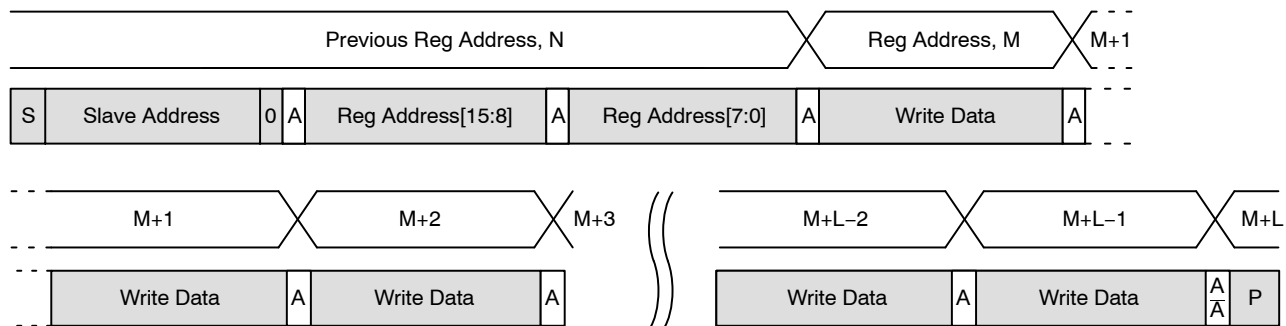 Previous Reg Address, N Reg Address, M M+1
S Slave Address 0 A Reg Address[15:8] A Reg Address[7:0] A Write Data A
M+1 M+2 M+3 M+L−2 M+L−1 M+L
Write Data A Write Data A Write Data A Write Data A/A̅ P